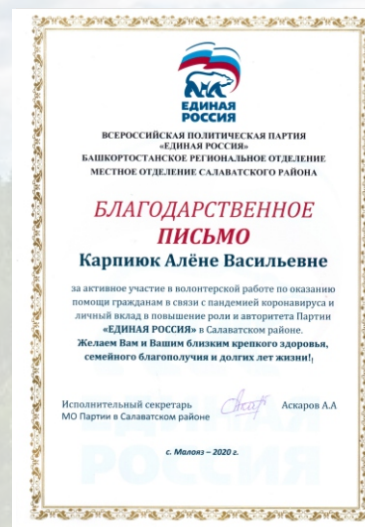 ЕДИНАЯ
РОССИЯ
ВСЕРОССИЙСКАЯ ПОЛИТИЧЕСКАЯ ПАРТИЯ
«ЕДИНАЯ РОССИЯ»
БАШКОРТОСТАНСКОЕ РЕГИОНАЛЬНОЕ ОТДЕЛЕНИЕ
МЕСТНОЕ ОТДЕЛЕНИЕ САЛАВАТСКОГО РАЙОНА
БЛАГОДАРСТВЕННОЕ
ПИСЬМО
Карпиюк Алёне Васильевне
за активное участие в волонтерской работе по оказанию
помощи гражданам в связи с пандемией коронавируса и
личный вклад в повышение роли и авторитета Партии
«ЕДИНАЯ РОССИЯ» в Салаватском районе.
Желаем Вам и Вашим близким крепкого здоровья,
семейного благополучия и долгих лет жизни!
Исполнительный секретарь Аскаров А.А
МО Партии в Салаватском районе
с. Малояз – 2020 г.
ЕДИНАЯ
РОССИЯ